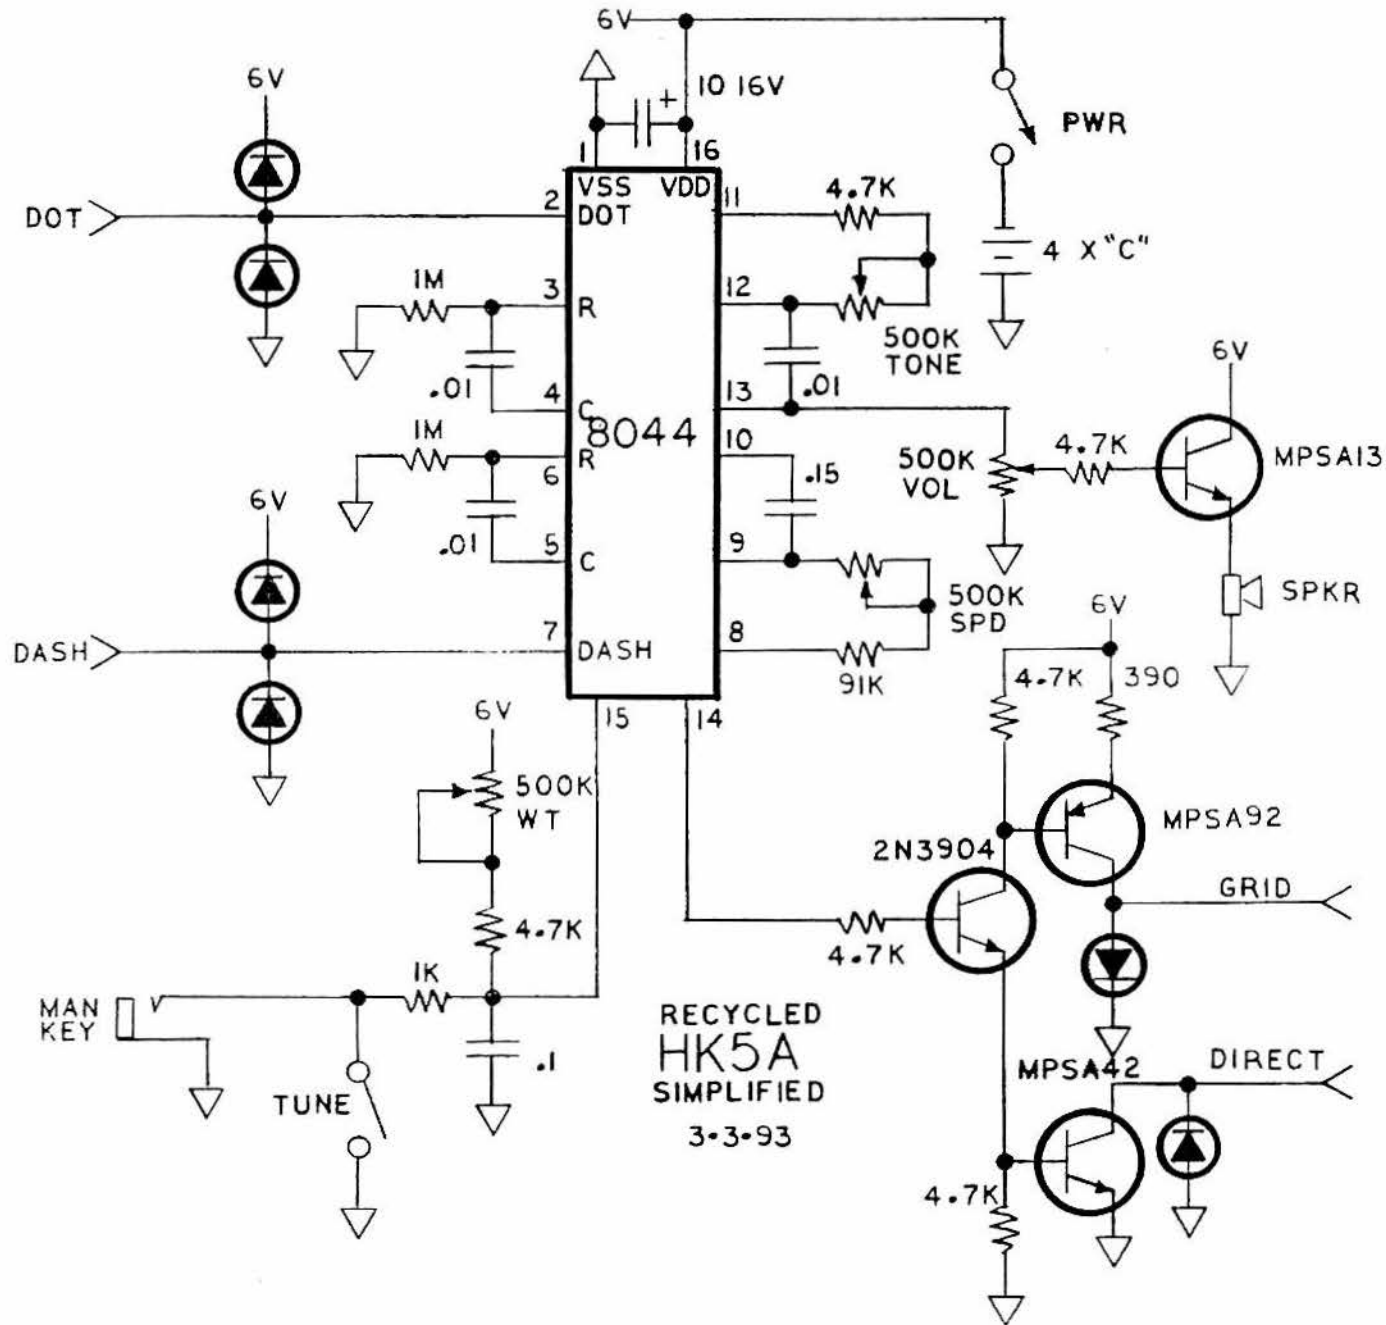 6V
10 16V
+
PWR
4 X "C"
6V
DOT
1 16
VSS VDD
2 DOT
11
4.7K
1M
3 R
12
500K
TONE
.01
.01
4 C
13
8044
6V
1M
6 R
10
.15
500K
VOL
4.7K
MPSA13
.01
5 C
9
500K
SPD
SPKR
6V
DASH
7 DASH
8
91K
6V
4.7K 390
15 14
6V
500K
WT
4.7K
MPSA92
2N3904
4.7K
GRID
1K
MAN
KEY
.1
TUNE
RECYCLED
HK5A
SIMPLIFIED
3·3·93
MPSA42
DIRECT
4.7K